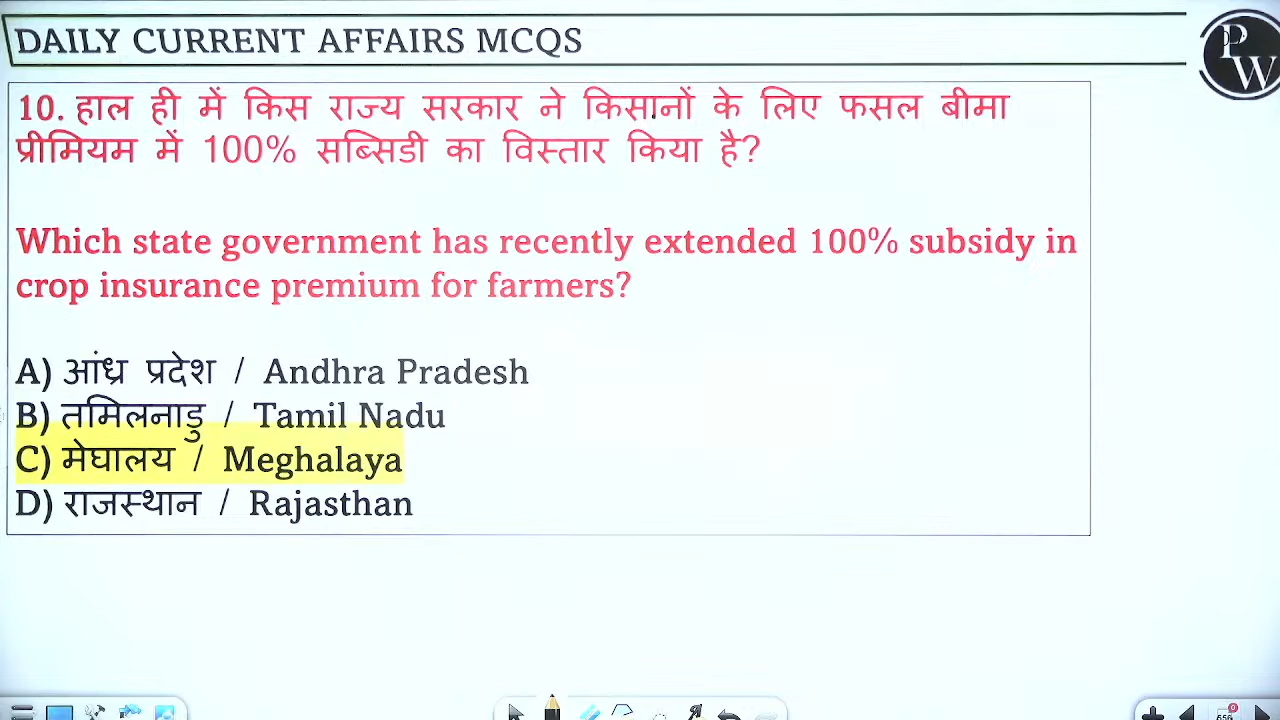 DAILY CURRENT AFFAIRS MCQS
PW
10. हाल ही में किस राज्य सरकार ने किसानों के लिए फसल बीमा
प्रीमियम में 100% सब्सिडी का विस्तार किया है?
Which state government has recently extended 100% subsidy in
crop insurance premium for farmers?
A) आंध्र प्रदेश / Andhra Pradesh
B) तमिलनाडु / Tamil Nadu
C) मेघालय / Meghalaya
D) राजस्थान / Rajasthan